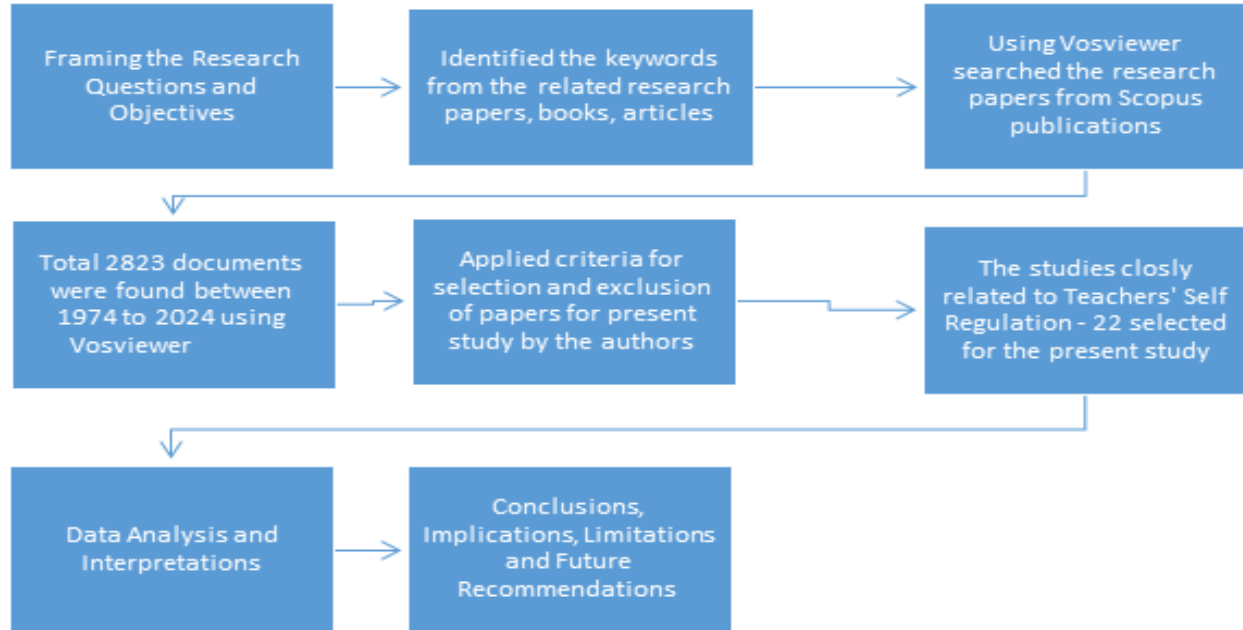 Framing the Research
Questions and
Objectives
Identified the keywords
from the related research
papers, books, articles
Using Vosviewer
searched the research
papers from Scopus
publications
Total 2823 documents
were found between
1974 to 2024 using
Vosviewer
Applied criteria for
selection and exclusion
of papers for present
study by the authors
The studies closly
related to Teachers' Self
Regulation - 22 selected
for the present study
Data Analysis and
Interpretations
Conclusions,
Implications, Limitations
and Future
Recommendations